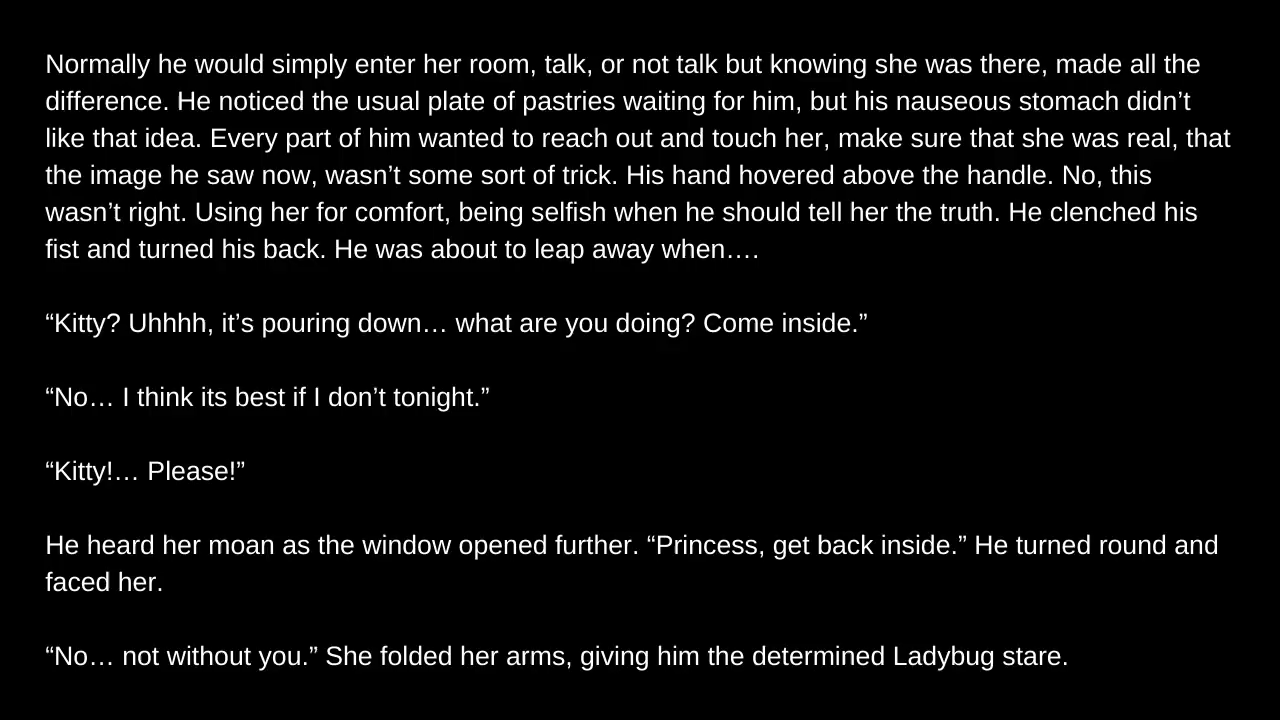 Normally he would simply enter her room, talk, or not talk but knowing she was there, made all the
difference. He noticed the usual plate of pastries waiting for him, but his nauseous stomach didn’t
like that idea. Every part of him wanted to reach out and touch her, make sure that she was real, that
the image he saw now, wasn’t some sort of trick. His hand hovered above the handle. No, this
wasn’t right. Using her for comfort, being selfish when he should tell her the truth. He clenched his
fist and turned his back. He was about to leap away when….
“Kitty? Uhhhh, it’s pouring down… what are you doing? Come inside.”
“No… I think its best if I don’t tonight.”
“Kitty!… Please!”
He heard her moan as the window opened further. “Princess, get back inside.” He turned round and
faced her.
“No… not without you.” She folded her arms, giving him the determined Ladybug stare.